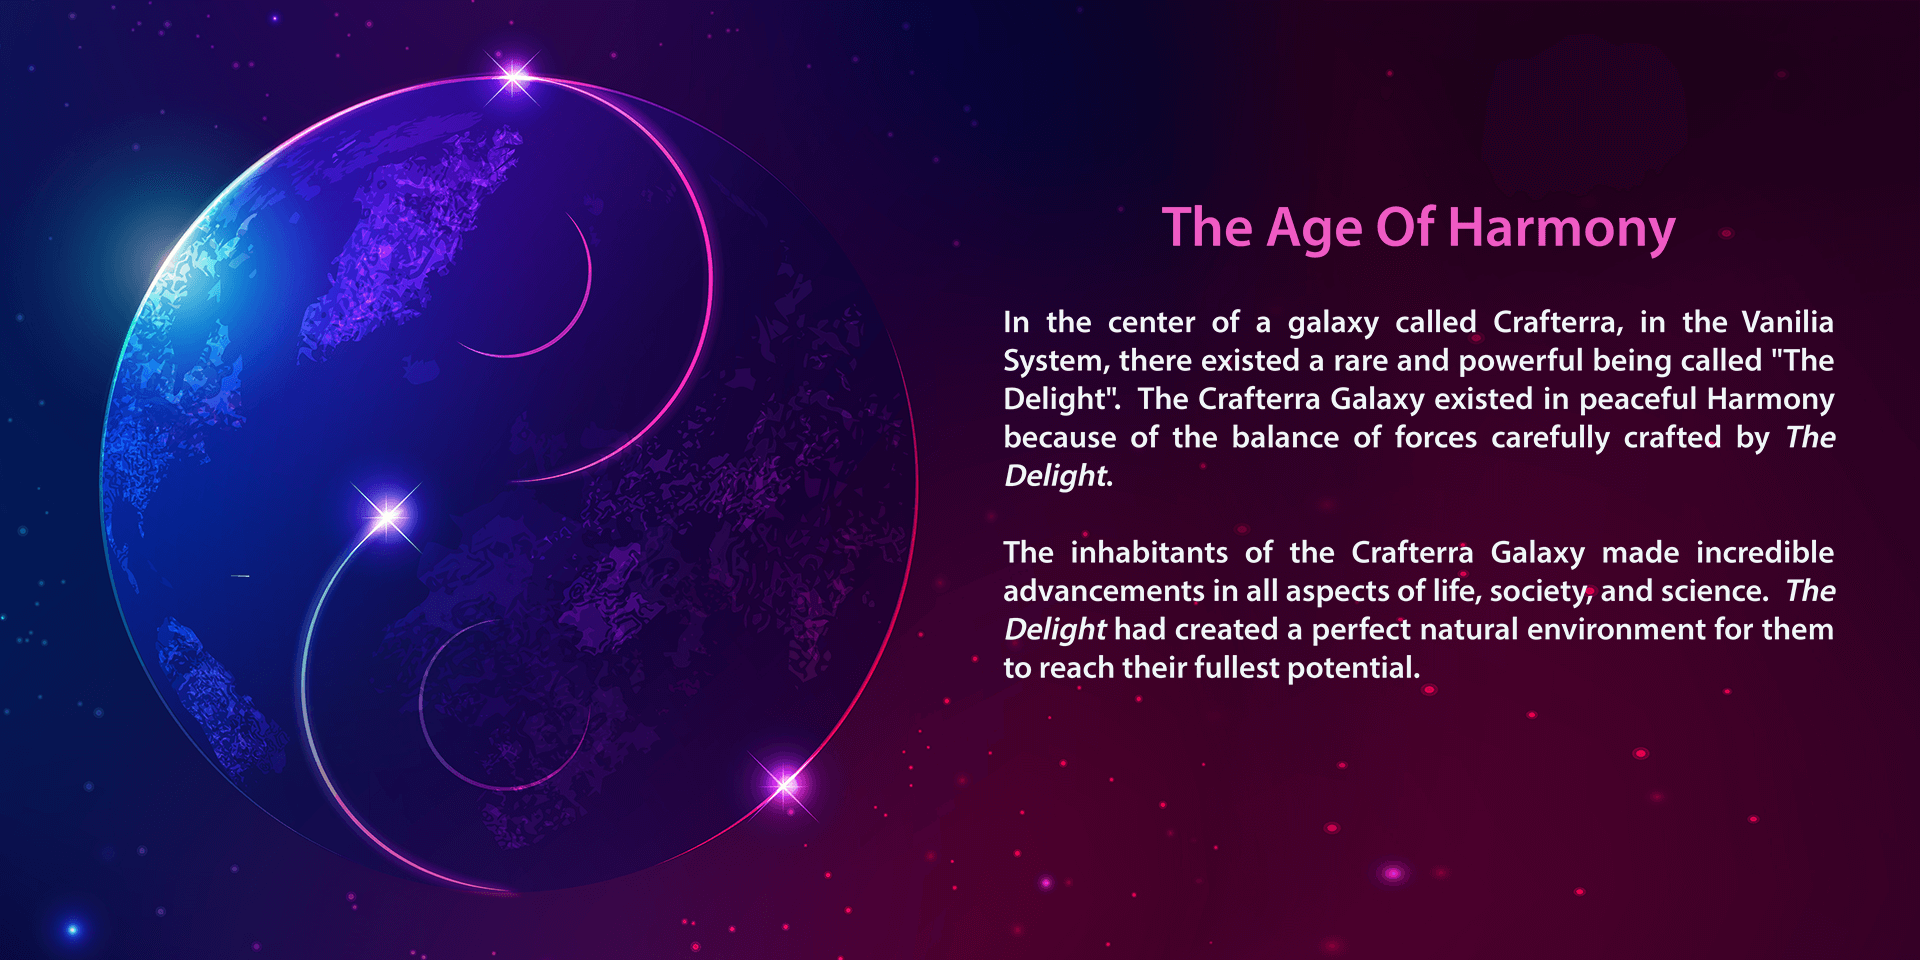 The Age Of Harmony
In the center of a galaxy called Crafterra, in the Vanilia
System, there existed a rare and powerful being called "The
Delight".  The Crafterra Galaxy existed in peaceful Harmony
because of the balance of forces carefully crafted by The
Delight.
The inhabitants of the Crafterra Galaxy made incredible
advancements in all aspects of life, society, and science.  The
Delight had created a perfect natural environment for them
to reach their fullest potential.